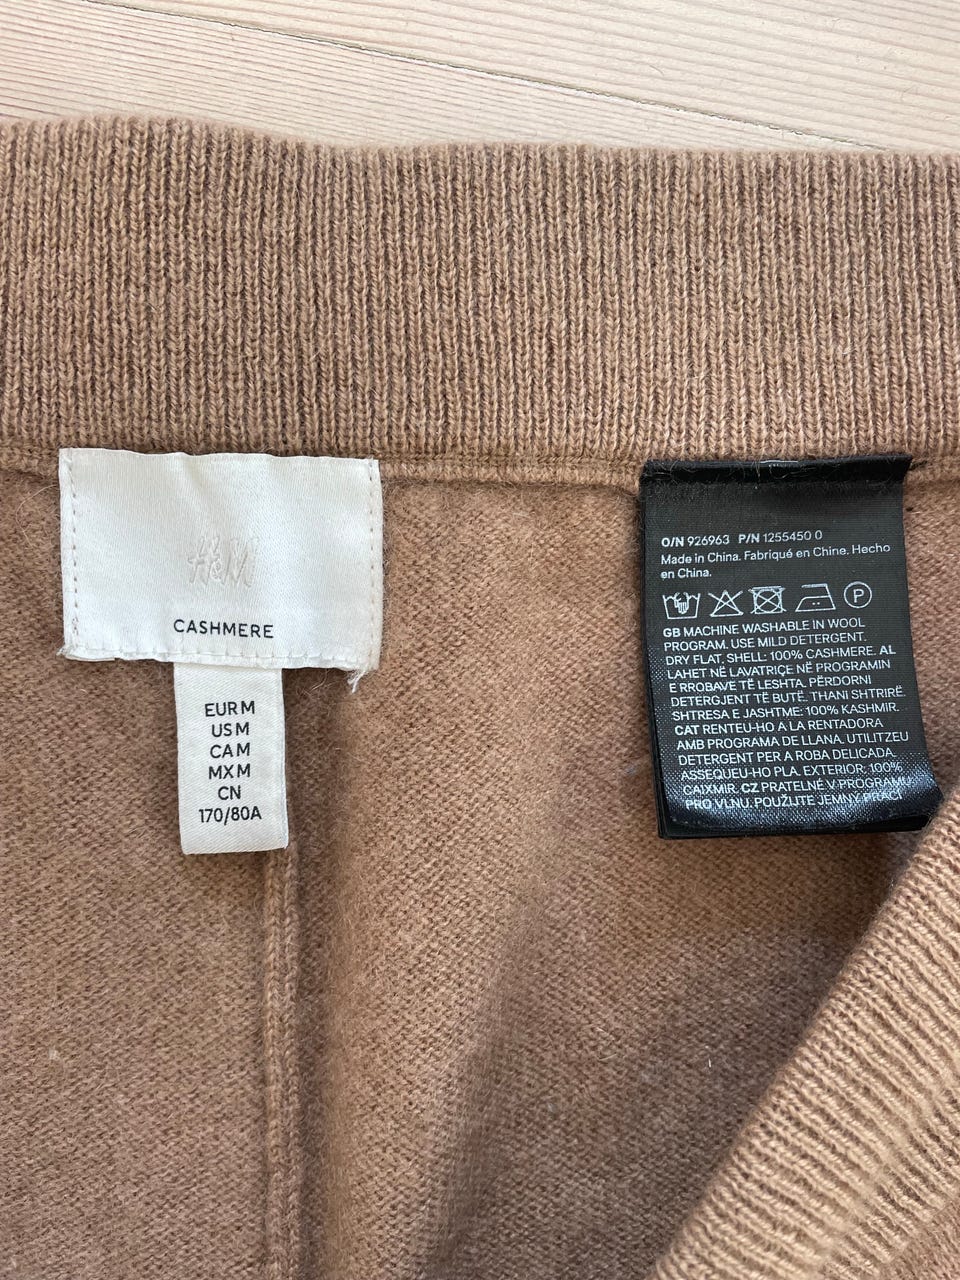 H&M
CASHMERE
EUR M
US M
CA M
MX M
CN
170/80A
O/N 926963 P/N 1255450 0
Made in China. Fabriqué en Chine. Hecho
en China.
P
GB MACHINE WASHABLE IN WOOL
PROGRAM. USE MILD DETERGENT.
DRY FLAT. SHELL: 100% CASHMERE. AL
LAHET NË LAVATRIÇE NË PROGRAMIN
E RROBAVE TË LESHTA. PËRDORNI
DETERGJENT TË BUTË. THANI SHTRIRË.
SHTRESA E JASHTME: 100% KASHMIR.
CAT RENTEU-HO A LA RENTADORA
AMB PROGRAMA DE LLANA. UTILITZEU
DETERGENT PER A ROBA DELICADA.
ASSEQUEU-HO PLA. EXTERIOR: 100%
CAIXMIR. CZ PRATELNÉ V PROGRAMU
PRO VLNU. POUŽIJTE JEMNÝ PRACÍ